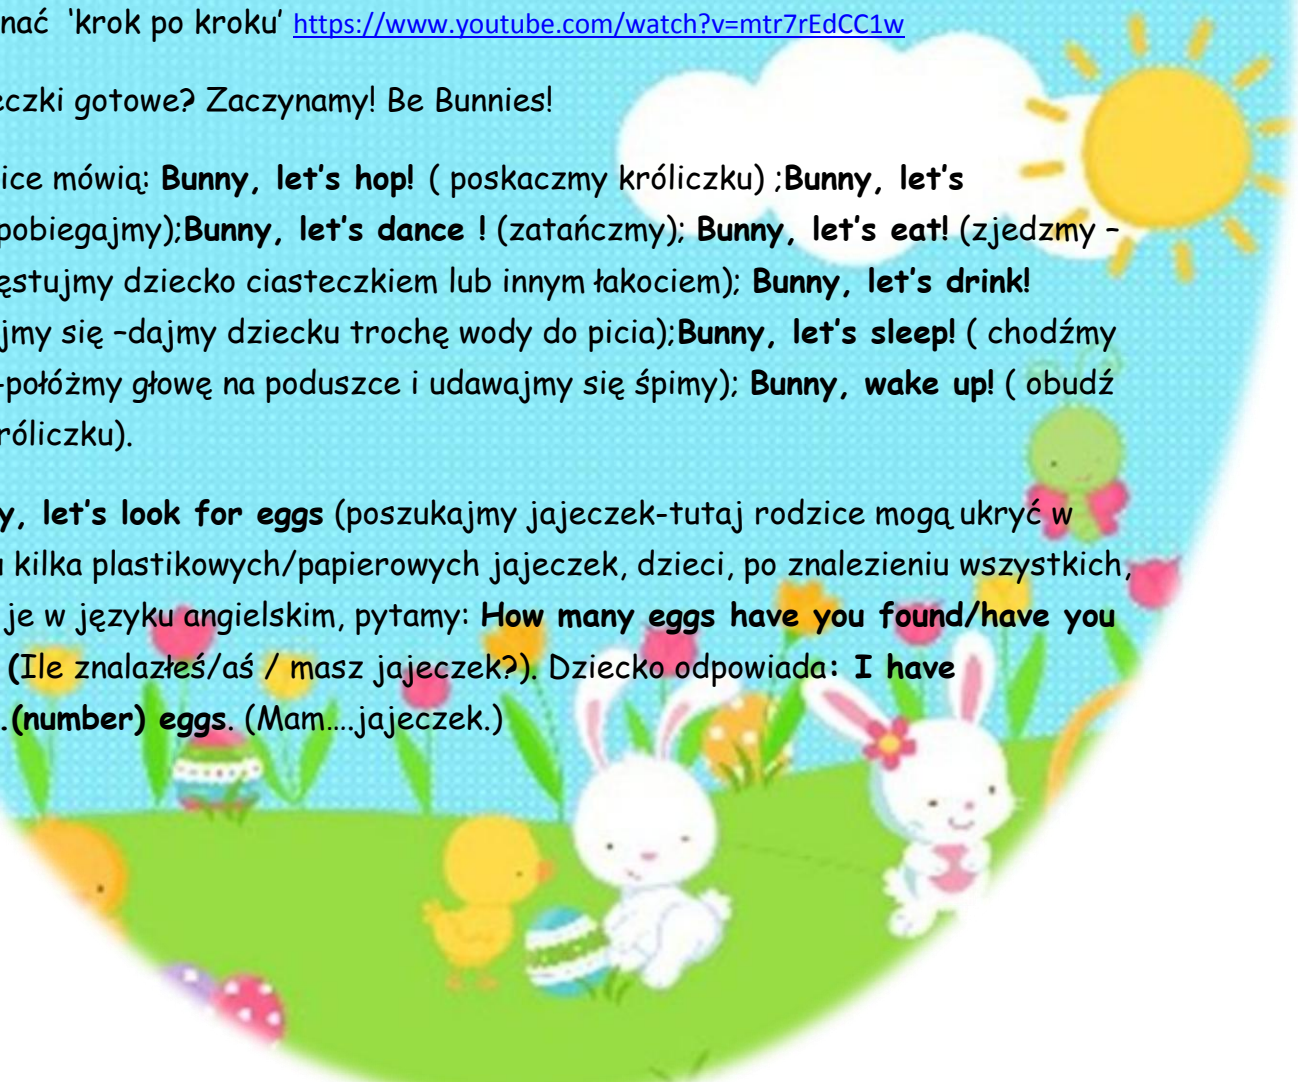 nać 'krok po kroku' https://www.youtube.com/watch?v=mtr7rEdCC1w
eczki gotowe? Zaczynamy! Be Bunnies!
ice mówią: Bunny, let's hop! ( poskaczmy króliczku) ;Bunny, let's
pobiegajmy);Bunny, let's dance ! (zatańczmy); Bunny, let's eat! (zjedzmy –
ęstujmy dziecko ciasteczkiem lub innym łakociem); Bunny, let's drink!
jmy się –dajmy dziecku trochę wody do picia);Bunny, let's sleep! ( chodźmy
-połóżmy głowę na poduszce i udawajmy się śpimy); Bunny, wake up! ( obudź
róliczku).
y, let's look for eggs (poszukajmy jajeczek-tutaj rodzice mogą ukryć w
kilka plastikowych/papierowych jajeczek, dzieci, po znalezieniu wszystkich,
je w języku angielskim, pytamy: How many eggs have you found/have you
(Ile znalazłeś/aś / masz jajeczek?). Dziecko odpowiada: I have
.(number) eggs. (Mam....jajeczek.)